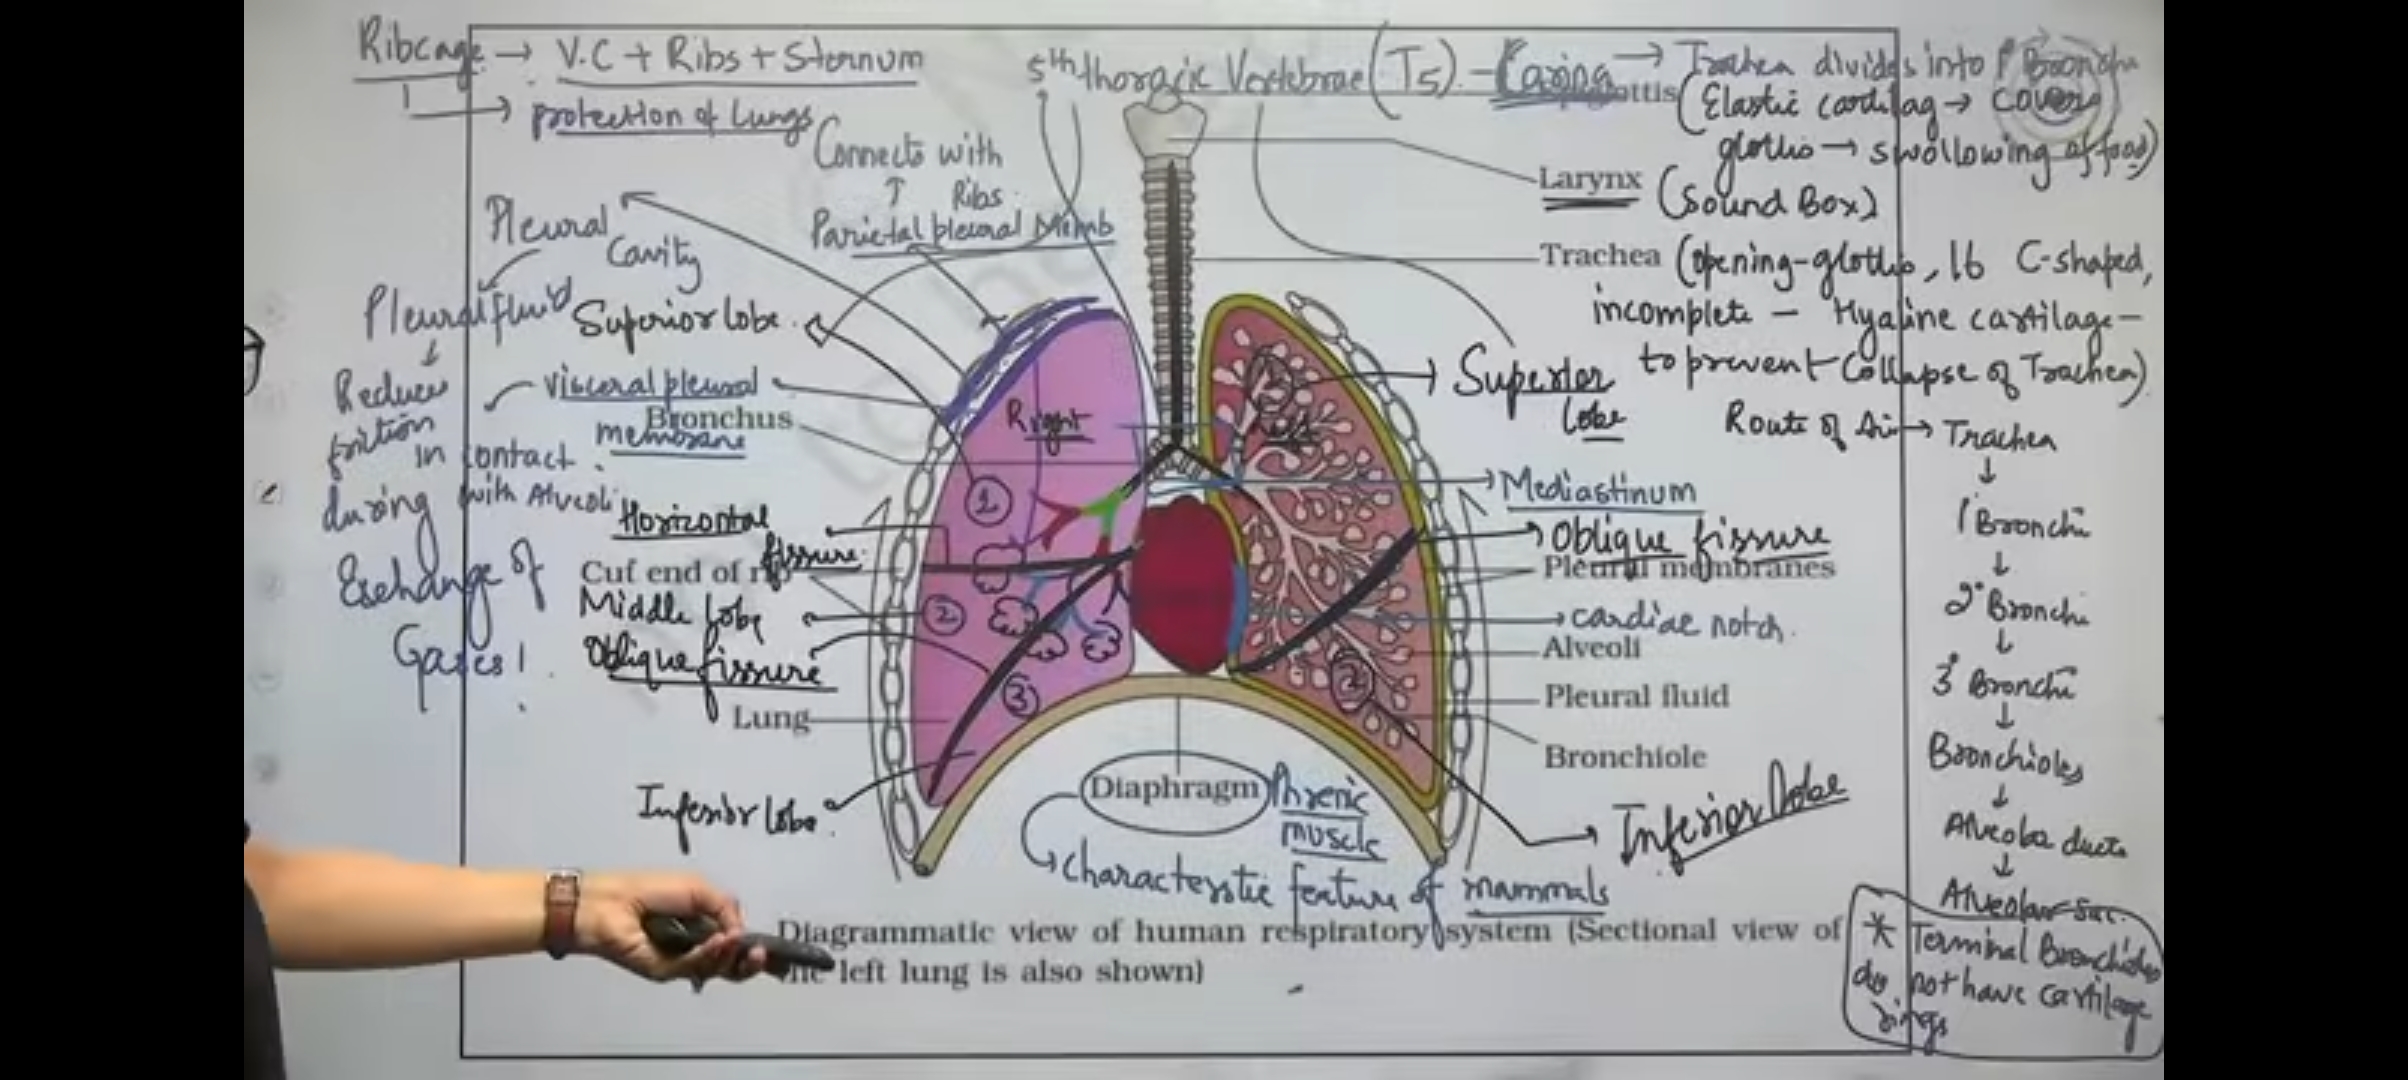 Ribcage → V.C + Ribs + Sternum
→ protection of Lungs
5th thoracic Vertebrae (T5) - Carina → Trachea divides into 1° Bronchi
(Elastic cartilag → covers
glottis → swallowing of food)
Connects with
Ribs
Parietal pleural Memb
Larynx (Sound Box)
Trachea (opening-glottis, 16 C-shaped,
incomplete - Hyaline cartilage-
to prevent Collapse of Trachea)
Pleural
Cavity
Pleural fluid
↓
Reduces
friction
during
Exchange of
Gases!
Superior lobe
visceral pleural
membrane
in contact
with Alveoli
Bronchus
Right
Superior
lobe
Horizontal
fissure
Cut end of rib
Middle lobe
Oblique fissure
Lung
Inferior lobe
1
2
3
2
Mediastinum
Oblique fissure
Pleural membranes
cardiac notch.
Alveoli
Pleural fluid
Bronchiole
Inferior lobe
Diaphragm Phrenic
muscle
characterstic feature of mammals
Route of Air → Trachea
↓
1° Bronchi
↓
2° Bronchi
↓
3° Bronchi
↓
Bronchioles
↓
Alveolar ducts
↓
Alveolar Sac.
* Terminal Bronchioles
do not have cartilage
rings
Diagrammatic view of human respiratory system (Sectional view of
the left lung is also shown)